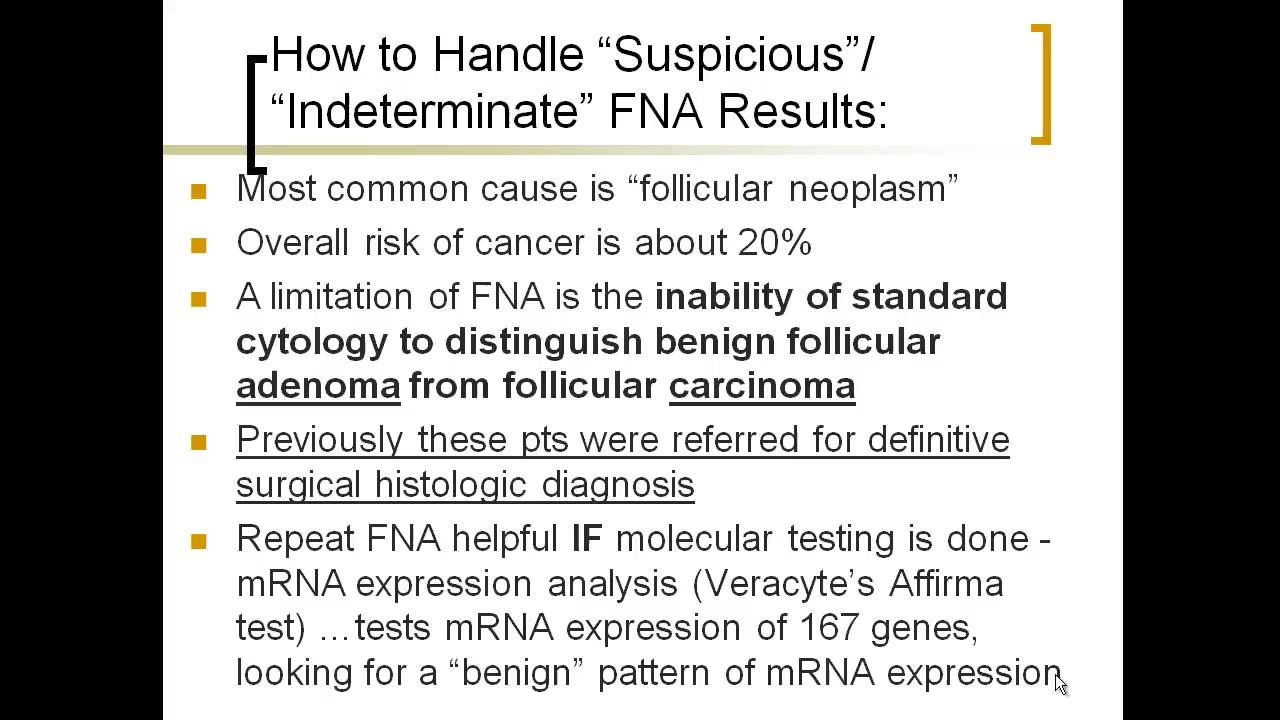 How to Handle “Suspicious”/
“Indeterminate” FNA Results:
Most common cause is “follicular neoplasm”
Overall risk of cancer is about 20%
A limitation of FNA is the inability of standard
cytology to distinguish benign follicular
adenoma from follicular carcinoma
Previously these pts were referred for definitive
surgical histologic diagnosis
Repeat FNA helpful IF molecular testing is done -
mRNA expression analysis (Veracyte’s Affirma
test) …tests mRNA expression of 167 genes,
looking for a “benign” pattern of mRNA expression